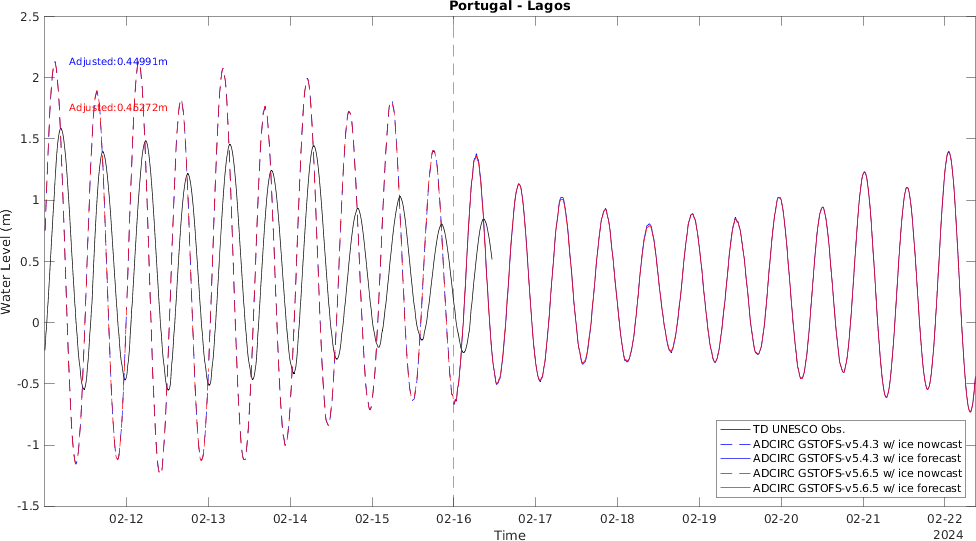 Portugal - Lagos
2.5
2
1.5
1
0.5
0
-0.5
-1
-1.5
Water Level (m)
Adjusted:0.44991m
Adjusted:0.46272m
TD UNESCO Obs.
ADCIRC GSTOFS-v5.4.3 w/ ice nowcast
ADCIRC GSTOFS-v5.4.3 w/ ice forecast
ADCIRC GSTOFS-v5.6.5 w/ ice nowcast
ADCIRC GSTOFS-v5.6.5 w/ ice forecast
02-12 02-13 02-14 02-15 02-16 02-17 02-18 02-19 02-20 02-21 02-22
Time
2024